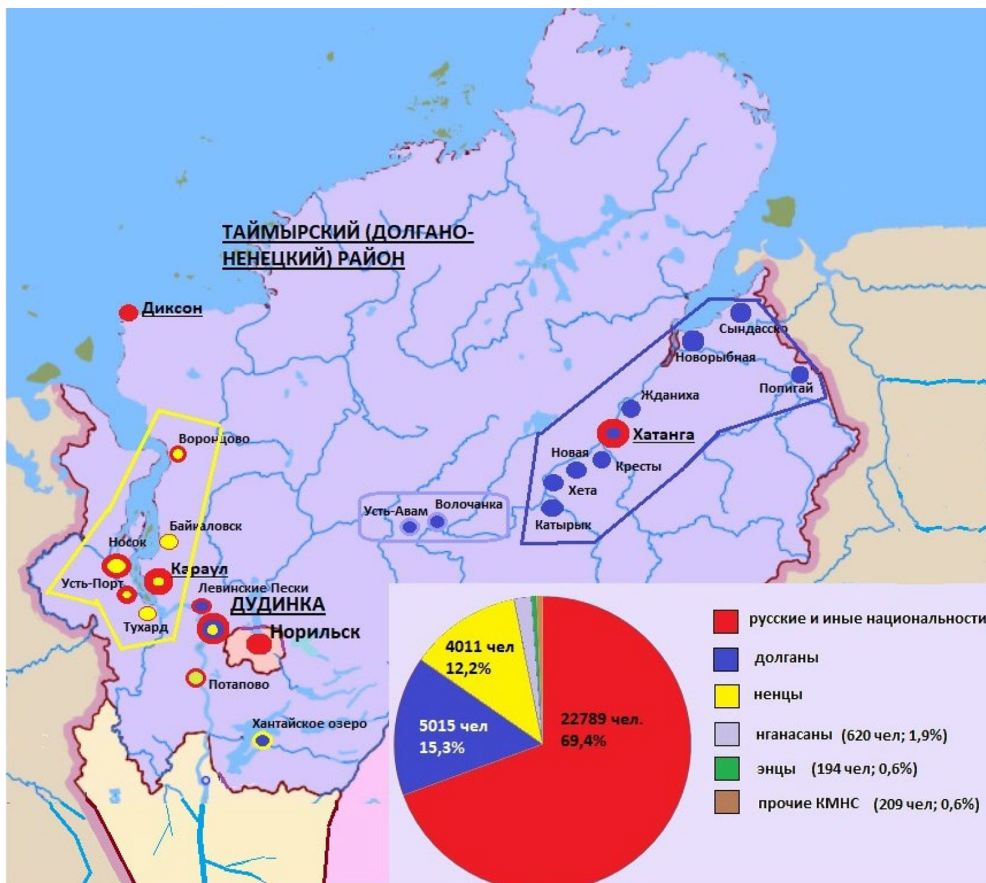 ТАЙМЫРСКИЙ (ДОЛГАНО-
НЕНЕЦКИЙ) РАЙОН
Диксон
Сындасско
Новорыбная
Попигай
Жданиха
Хатанга
Воронцово
Новая
Кресты
Хета
Усть-Авам
Волочанка
Катырык
Байкаловск
Носок
Караул
Усть-Порт
Левинские Пески
ДУДИНКА
Тухард
Норильск
Потапово
Хантайское озеро
4011 чел
12,2%
5015 чел
15,3%
22789 чел.
69,4%
русские и иные национальности
долганы
ненцы
нганасаны (620 чел; 1,9%)
энцы (194 чел; 0,6%)
прочие КМНС (209 чел; 0,6%)